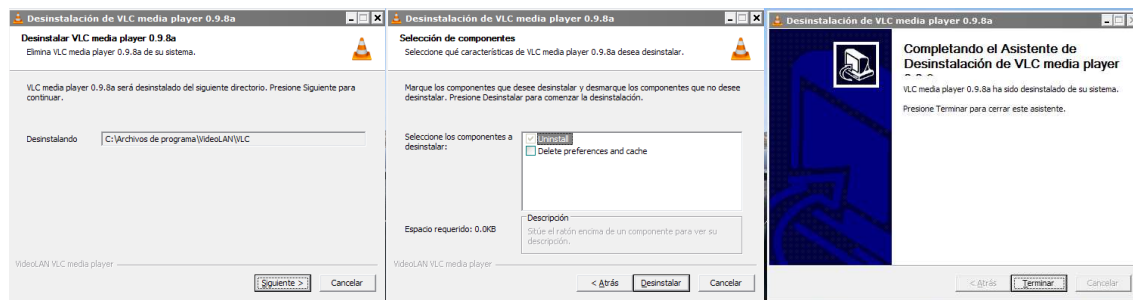 Desinstalación de VLC media player 0.9.8a
Desinstalar VLC media player 0.9.8a
Elimina VLC media player 0.9.8a de su sistema.
VLC media player 0.9.8a será desinstalado del siguiente directorio. Presione Siguiente para
continuar.
Desinstalando
C:\Archivos de programa\VideoLAN\VLC
VideoLAN VLC media player
Siguiente >
Cancelar
Desinstalación de VLC media player 0.9.8a
Selección de componentes
Seleccione qué características de VLC media player 0.9.8a desea desinstalar.
Marque los componentes que desee desinstalar y desmarque los componentes que no desee
desinstalar. Presione Desinstalar para comenzar la desinstalación.
Seleccione los componentes a
desinstalar:
Uninstall
Delete preferences and cache
Espacio requerido: 0.0KB
Descripción
Sitúe el ratón encima de un componente para ver su
descripción.
VideoLAN VLC media player
< Atrás
Desinstalar
Cancelar
Desinstalación de VLC media player 0.9.8a
Completando el Asistente de
Desinstalación de VLC media player
VLC media player 0.9.8a ha sido desinstalado de su sistema.
Presione Terminar para cerrar este asistente.
< Atrás
Terminar
Cancelar